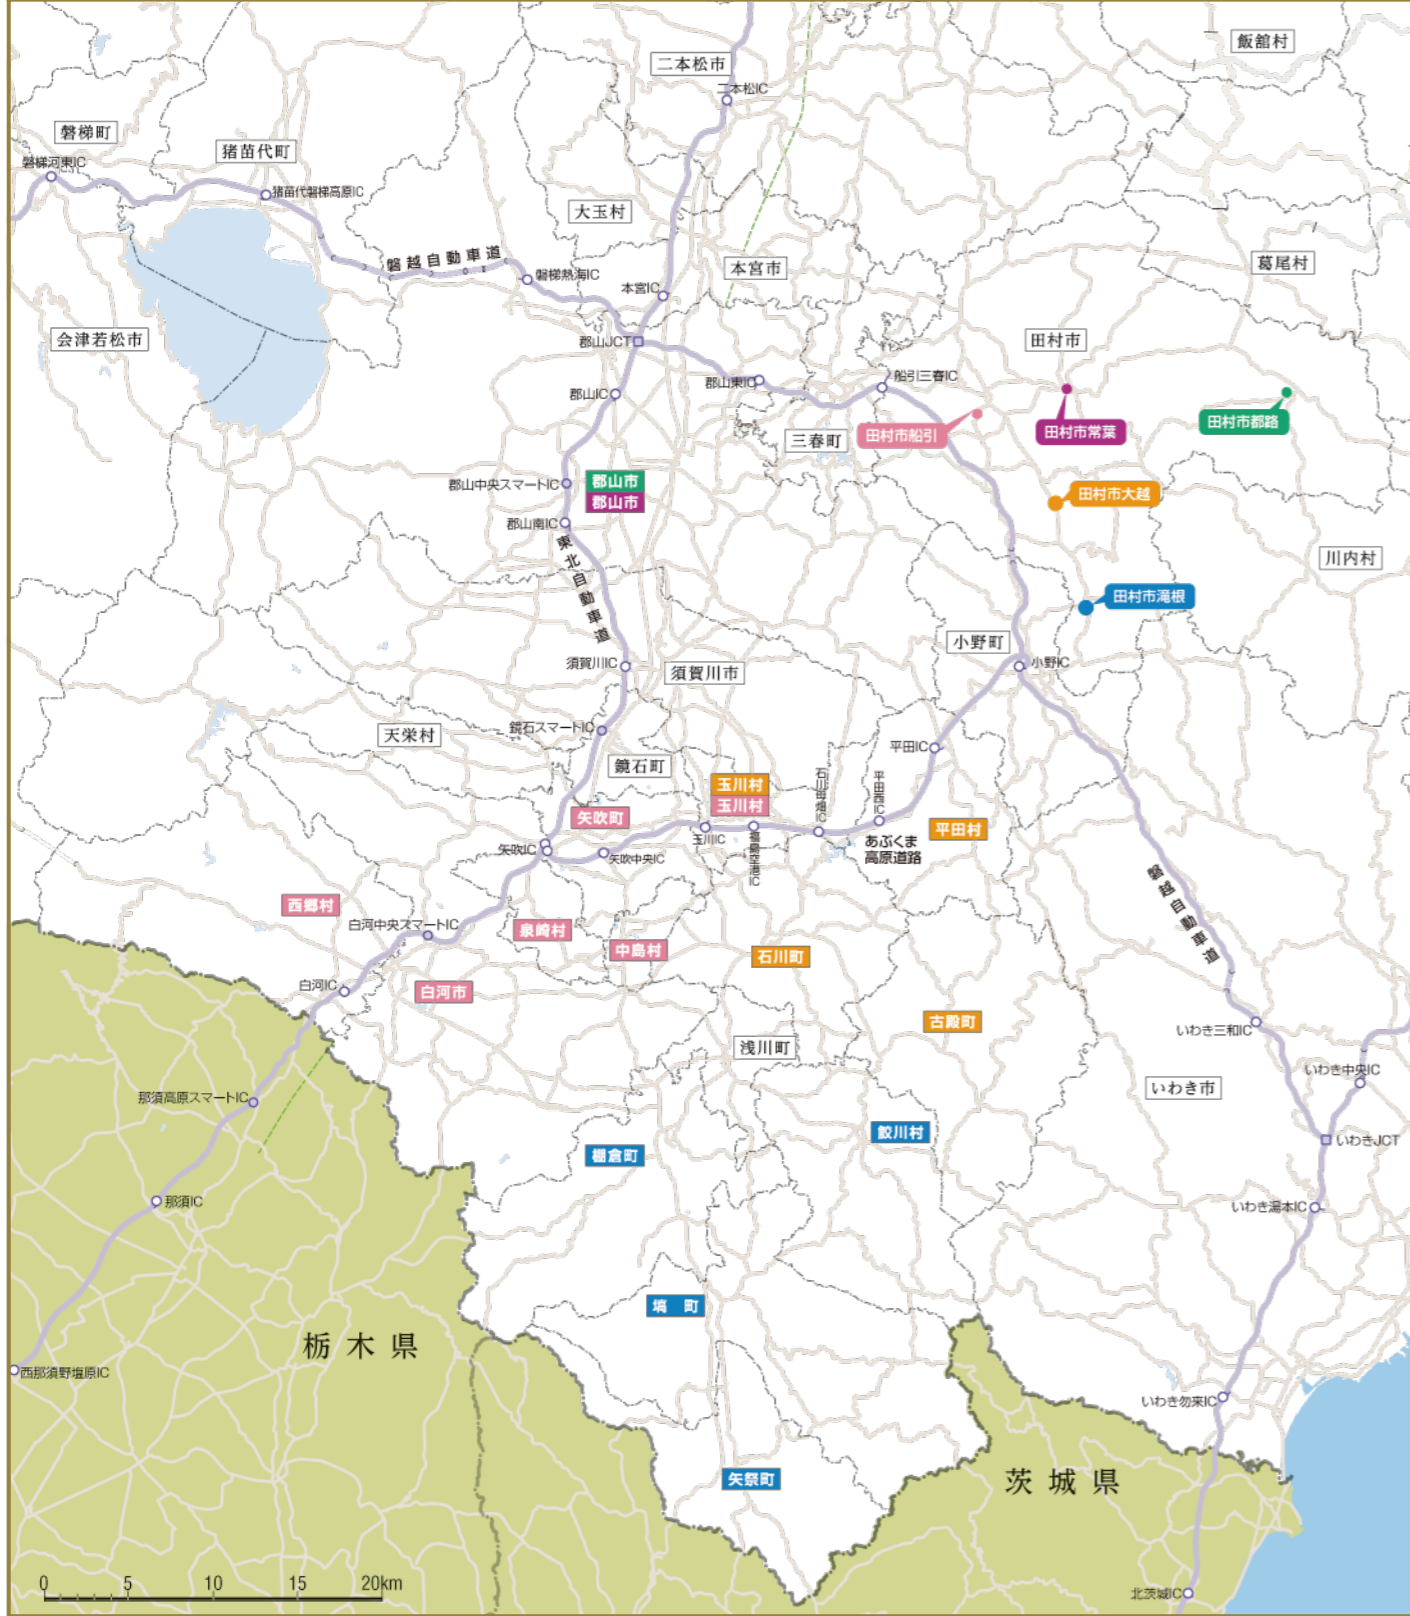 飯舘村
二本松市
二本松IC
磐梯町
磐梯河東IC
猪苗代町
猪苗代磐梯高原IC
大玉村
磐越自動車道
磐梯熱海IC
本宮市
本宮IC
葛尾村
会津若松市
郡山JCT
田村市
郡山東IC
船引三春IC
郡山IC
三春町
田村市船引
田村市常葉
田村市都路
郡山中央スマートIC
郡山市
郡山市
田村市大越
郡山南IC
東北自動車道
川内村
田村市滝根
小野町
小野IC
須賀川IC
須賀川市
天栄村
鏡石スマートIC
平田IC
鏡石町
玉川村
玉川村
石川母畑IC
平田西IC
矢吹町
平田村
矢吹IC
矢吹中央IC
玉川IC
福島空港IC
あぶくま
高原道路
磐越自動車道
西郷村
白河中央スマートIC
泉崎村
中島村
石川町
白河IC
白河市
古殿町
いわき三和IC
浅川町
いわき中央IC
那須高原スマートIC
いわき市
鮫川村
いわきJCT
棚倉町
那須IC
いわき湯本IC
塙 町
栃木県
西那須野塩原IC
いわき勿来IC
矢祭町
茨城県
0 5 10 15 20km
北茨城IC